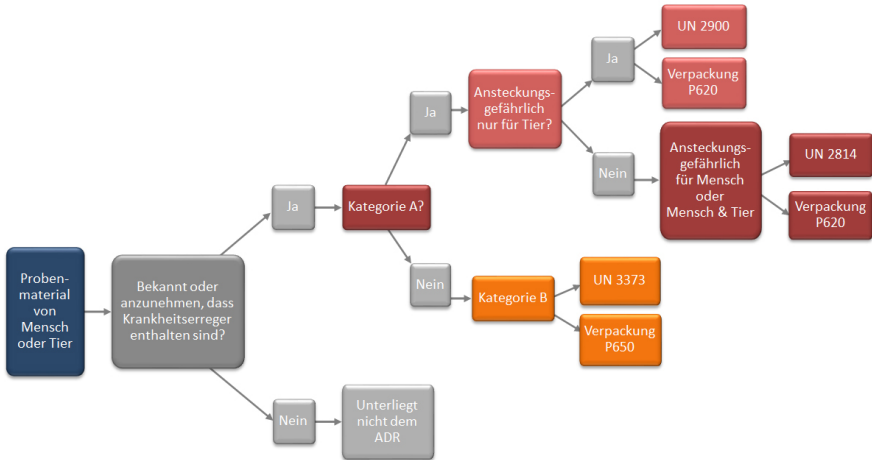 Proben-
material
von
Mensch
oder Tier
Bekannt oder
anzunehmen, dass
Krankheitserreger
enthalten sind?
Ja
Kategorie A?
Ja
Ansteckungs-
gefährlich
nur für Tier?
Ja
UN 2900
Verpackung
P620
Nein
Ansteckungs-
gefährlich
für Mensch
oder
Mensch & Tier
UN 2814
Verpackung
P620
Nein
Kategorie B
UN 3373
Verpackung
P650
Nein
Unterliegt
nicht dem
ADR